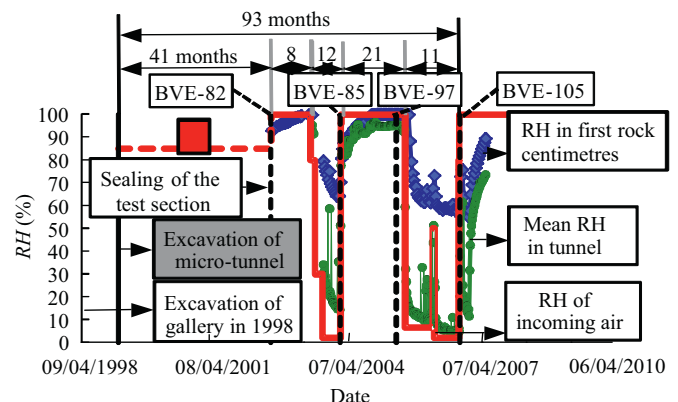 93 months
41 months
8
12
21
11
BVE-82
BVE-85
BVE-97
BVE-105
RH (%)
100
90
80
70
60
50
40
30
20
10
0
Sealing of the
test section
Excavation of
micro-tunnel
Excavation of
gallery in 1998
RH in first rock
centimetres
Mean RH
in tunnel
RH of
incoming air
09/04/1998
08/04/2001
07/04/2004
07/04/2007
06/04/2010
Date